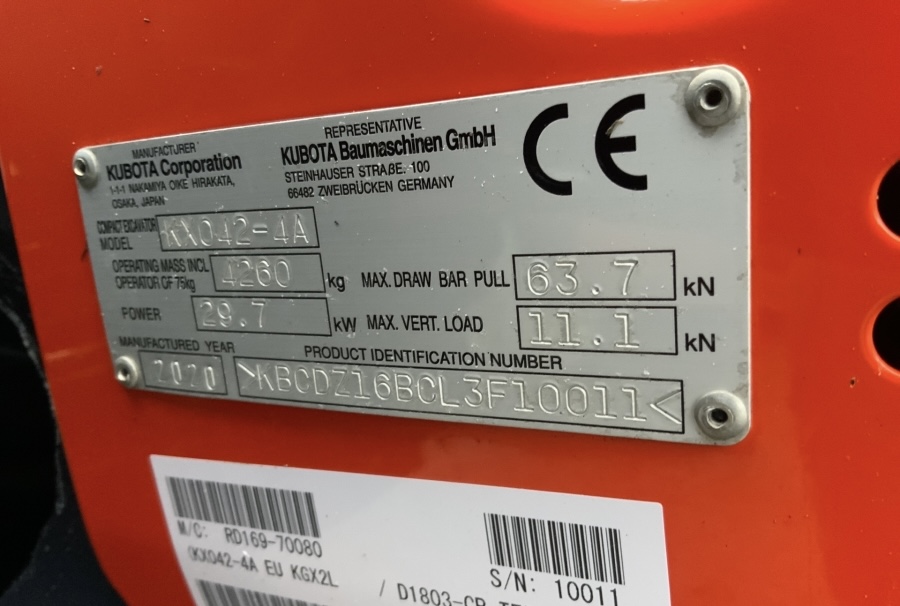 MANUFACTURER
KUBOTA Corporation
1-1-1 NAKAMIYA OIKE HIRAKATA,
OSAKA, JAPAN
REPRESENTATIVE
KUBOTA Baumaschinen GmbH
STEINHAUSER STRAßE. 100
66482 ZWEIBRÜCKEN GERMANY
CE
COMPACT EXCAVATOR
MODEL KX042-4A
OPERATING MASS INCL
OPERATOR OF 75kg 4260 kg
MAX. DRAW BAR PULL 63.7 kN
POWER 29.7 kW
MAX. VERT. LOAD 11.1 kN
MANUFACTURED YEAR
2020
PRODUCT IDENTIFICATION NUMBER
>KBCDZ16BCL3F10011<
M/C: RD169-70080
(KX042-4A EU KGX2L
S/N: 10011
/ D1803-CR